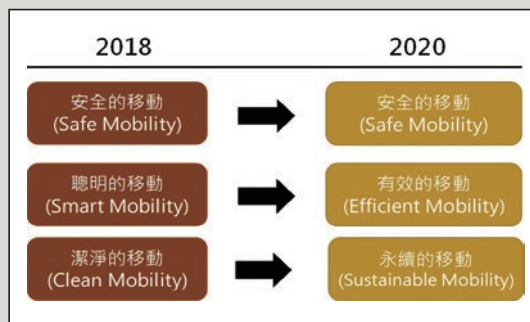 2018 2020
安全的移動
(Safe Mobility)
安全的移動
(Safe Mobility)
聰明的移動
(Smart Mobility)
有效的移動
(Efficient Mobility)
潔淨的移動
(Clean Mobility)
永續的移動
(Sustainable Mobility)